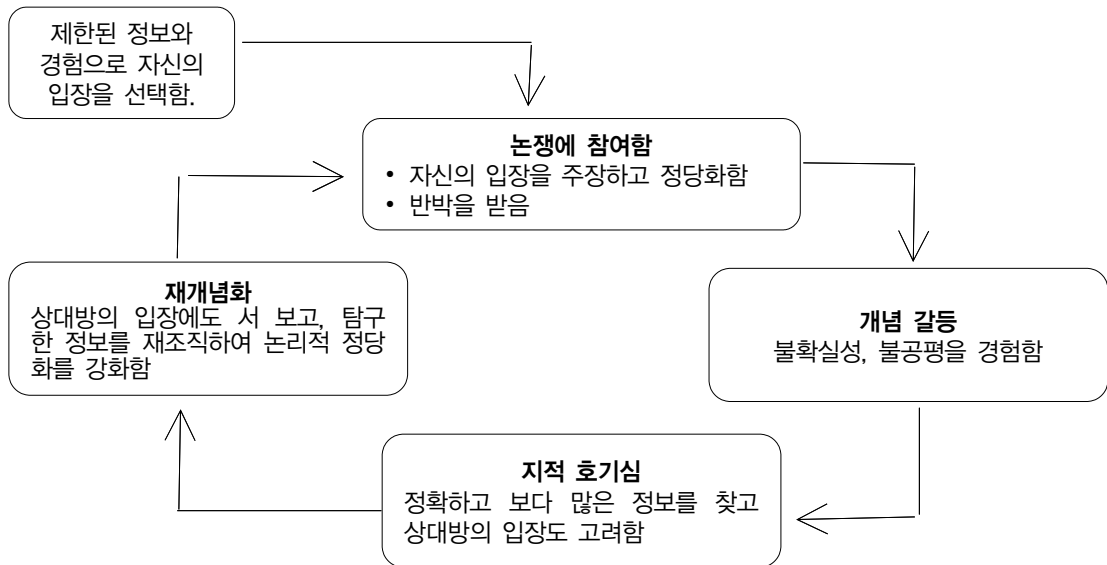 제한된 정보와
경험으로 자신의
입장을 선택함.
논쟁에 참여함
• 자신의 입장을 주장하고 정당화함
• 반박을 받음
개념 갈등
불확실성, 불공평을 경험함
지적 호기심
정확하고 보다 많은 정보를 찾고
상대방의 입장도 고려함
재개념화
상대방의 입장에도 서 보고, 탐구
한 정보를 재조직하여 논리적 정당
화를 강화함